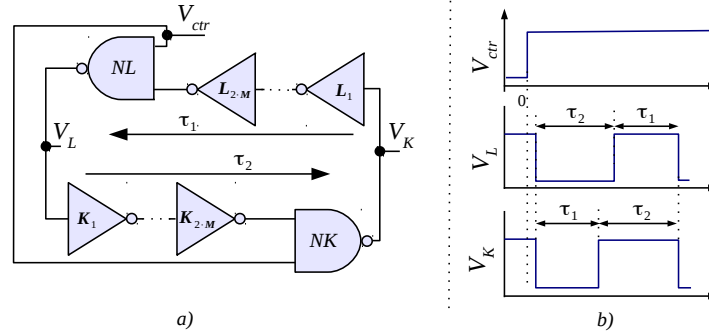 V_ctr
NL
L_2·M
L_1
τ_1
V_L
V_K
τ_2
K_1
K_2·M
NK
a)
V_ctr
0
V_L
τ_2
τ_1
V_K
τ_1
τ_2
b)